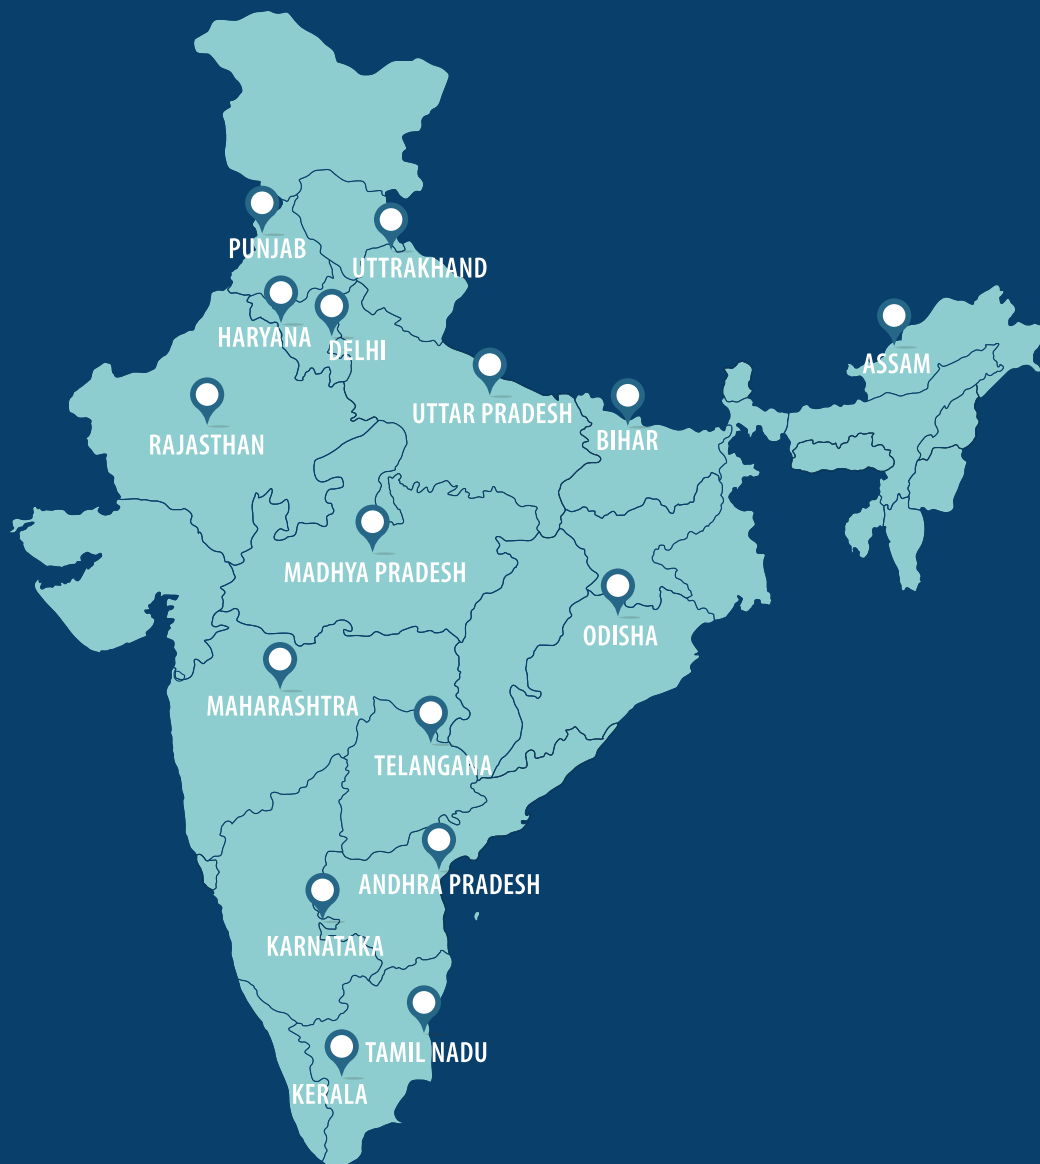 PUNJAB
UTTRAKHAND
HARYANA
DELHI
ASSAM
UTTAR PRADESH
RAJASTHAN
BIHAR
MADHYA PRADESH
ODISHA
MAHARASHTRA
TELANGANA
ANDHRA PRADESH
KARNATAKA
TAMIL NADU
KERALA